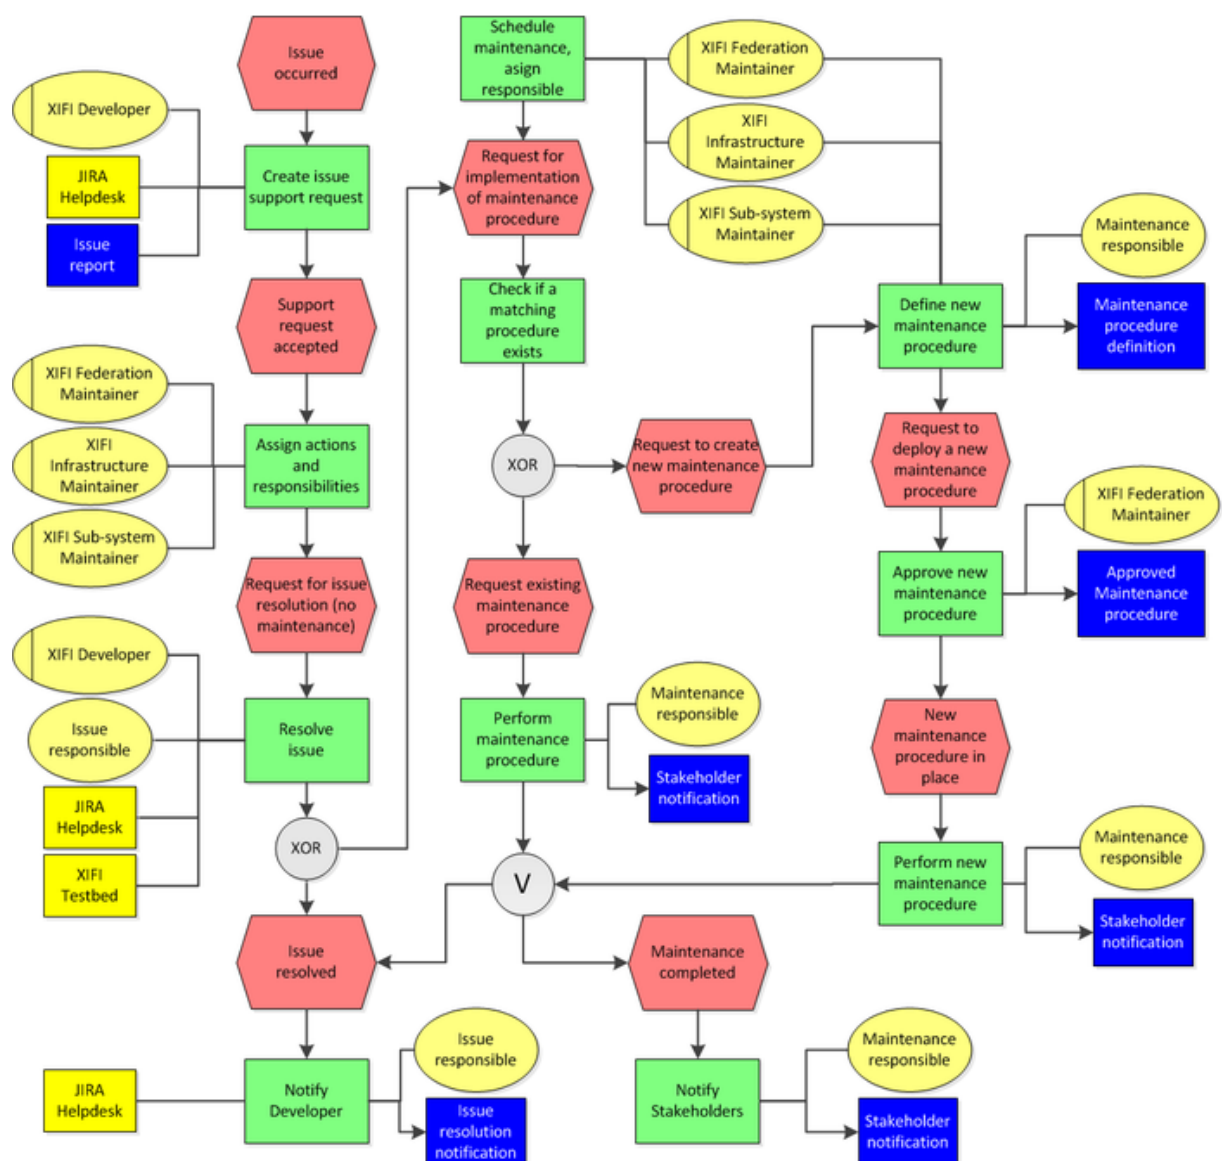 Issue
occurred
XIFI Developer
JIRA
Helpdesk
Issue
report
Create issue
support request
Support
request
accepted
XIFI Federation
Maintainer
XIFI
Infrastructure
Maintainer
XIFI Sub-system
Maintainer
Assign actions
and
responsibilities
Request for issue
resolution (no
maintenance)
XIFI Developer
Issue
responsible
JIRA
Helpdesk
XIFI
Testbed
Resolve
issue
XOR
Issue
resolved
JIRA
Helpdesk
Notify
Developer
Issue
responsible
Issue
resolution
notification
Schedule
maintenance,
asign
responsible
XIFI Federation
Maintainer
XIFI
Infrastructure
Maintainer
XIFI Sub-system
Maintainer
Request for
implementation
of maintenance
procedure
Check if a
matching
procedure
exists
XOR
Request to create
new maintenance
procedure
Request existing
maintenance
procedure
Perform
maintenance
procedure
Maintenance
responsible
Stakeholder
notification
V
Maintenance
completed
Notify
Stakeholders
Maintenance
responsible
Stakeholder
notification
Define new
maintenance
procedure
Maintenance
responsible
Maintenance
procedure
definition
Request to
deploy a new
maintenance
procedure
XIFI Federation
Maintainer
Approve new
maintenance
procedure
Approved
Maintenance
procedure
New
maintenance
procedure in
place
Perform new
maintenance
procedure
Maintenance
responsible
Stakeholder
notification